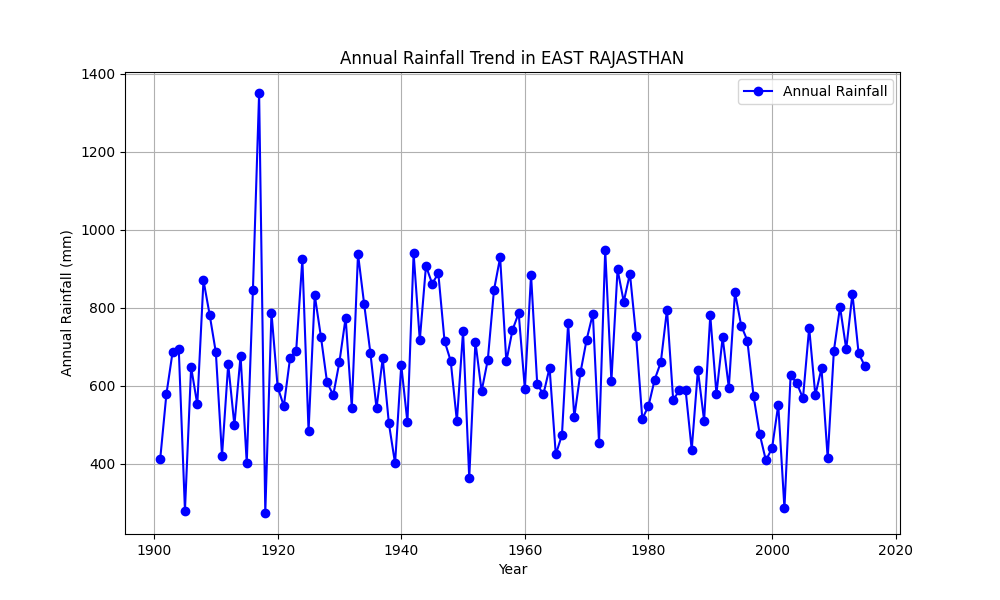 Annual Rainfall Trend in EAST RAJASTHAN
1400
Annual Rainfall
1200
1000
800
600
400
Annual Rainfall (mm)
1900 1920 1940 1960 1980 2000 2020
Year